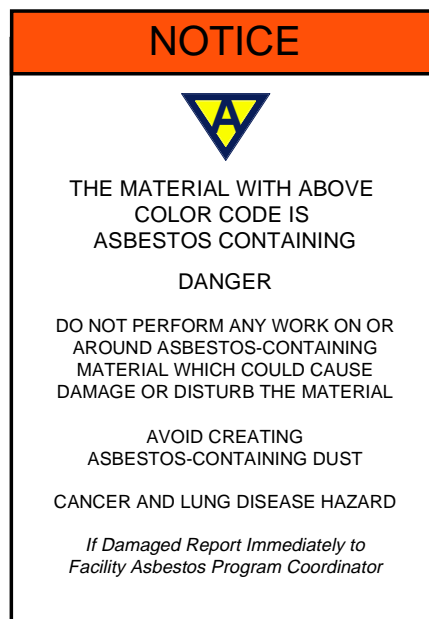 NOTICE
A
THE MATERIAL WITH ABOVE
COLOR CODE IS
ASBESTOS CONTAINING
DANGER
DO NOT PERFORM ANY WORK ON OR
AROUND ASBESTOS-CONTAINING
MATERIAL WHICH COULD CAUSE
DAMAGE OR DISTURB THE MATERIAL
AVOID CREATING
ASBESTOS-CONTAINING DUST
CANCER AND LUNG DISEASE HAZARD
If Damaged Report Immediately to
Facility Asbestos Program Coordinator